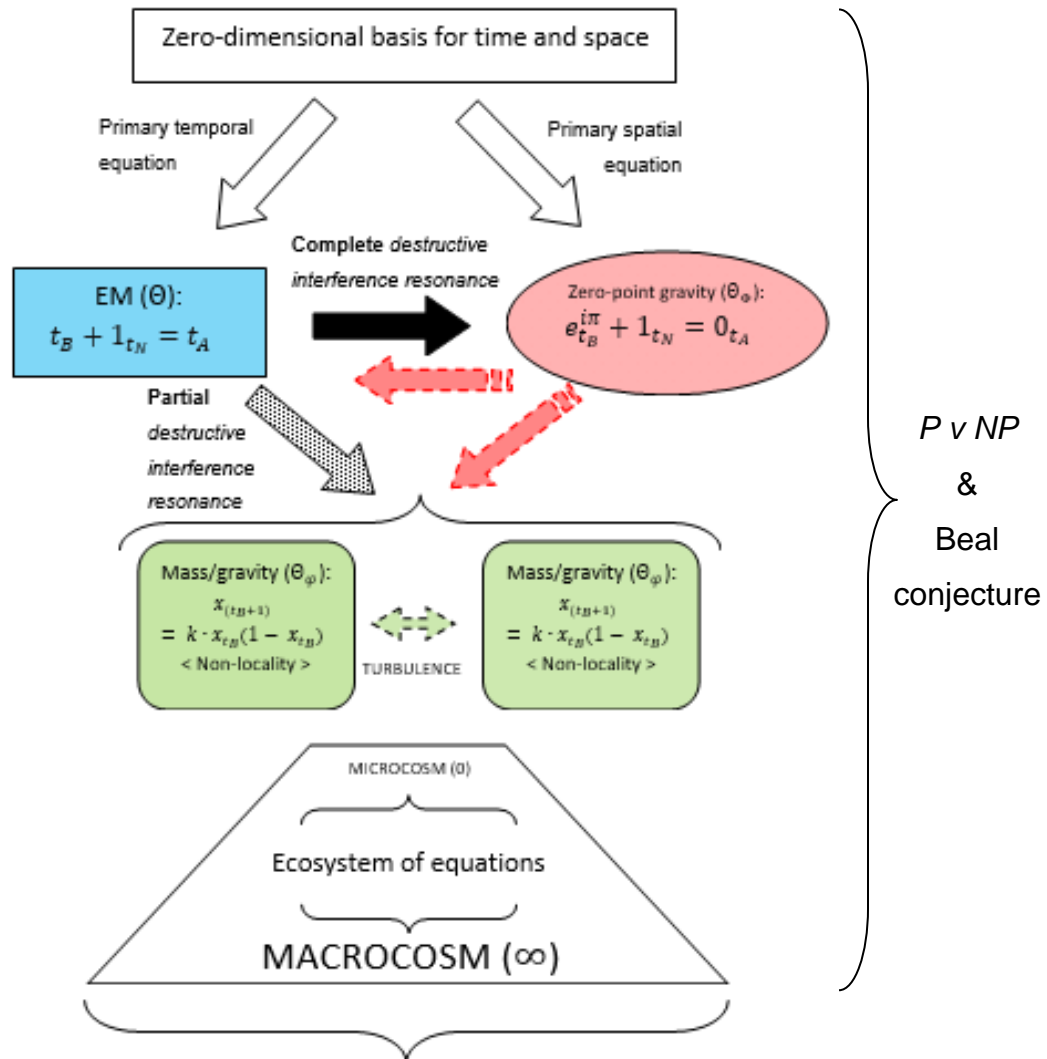 Zero-dimensional basis for time and space
Primary temporal
equation
Primary spatial
equation
Complete destructive
interference resonance
EM (Θ):
t_B + 1_{t_N} = t_A
Zero-point gravity (Θ_Φ):
e^{iπ}_{t_B} + 1_{t_N} = 0_{t_A}
Partial
destructive
interference
resonance
Mass/gravity (Θ_φ):
x_{(t_B+1)}
= k · x_{t_B}(1 − x_{t_B})
< Non-locality >
TURBULENCE
Mass/gravity (Θ_φ):
x_{(t_B+1)}
= k · x_{t_B}(1 − x_{t_B})
< Non-locality >
MICROCOSM (0)
Ecosystem of equations
MACROCOSM (∞)
P v NP
&
Beal
conjecture